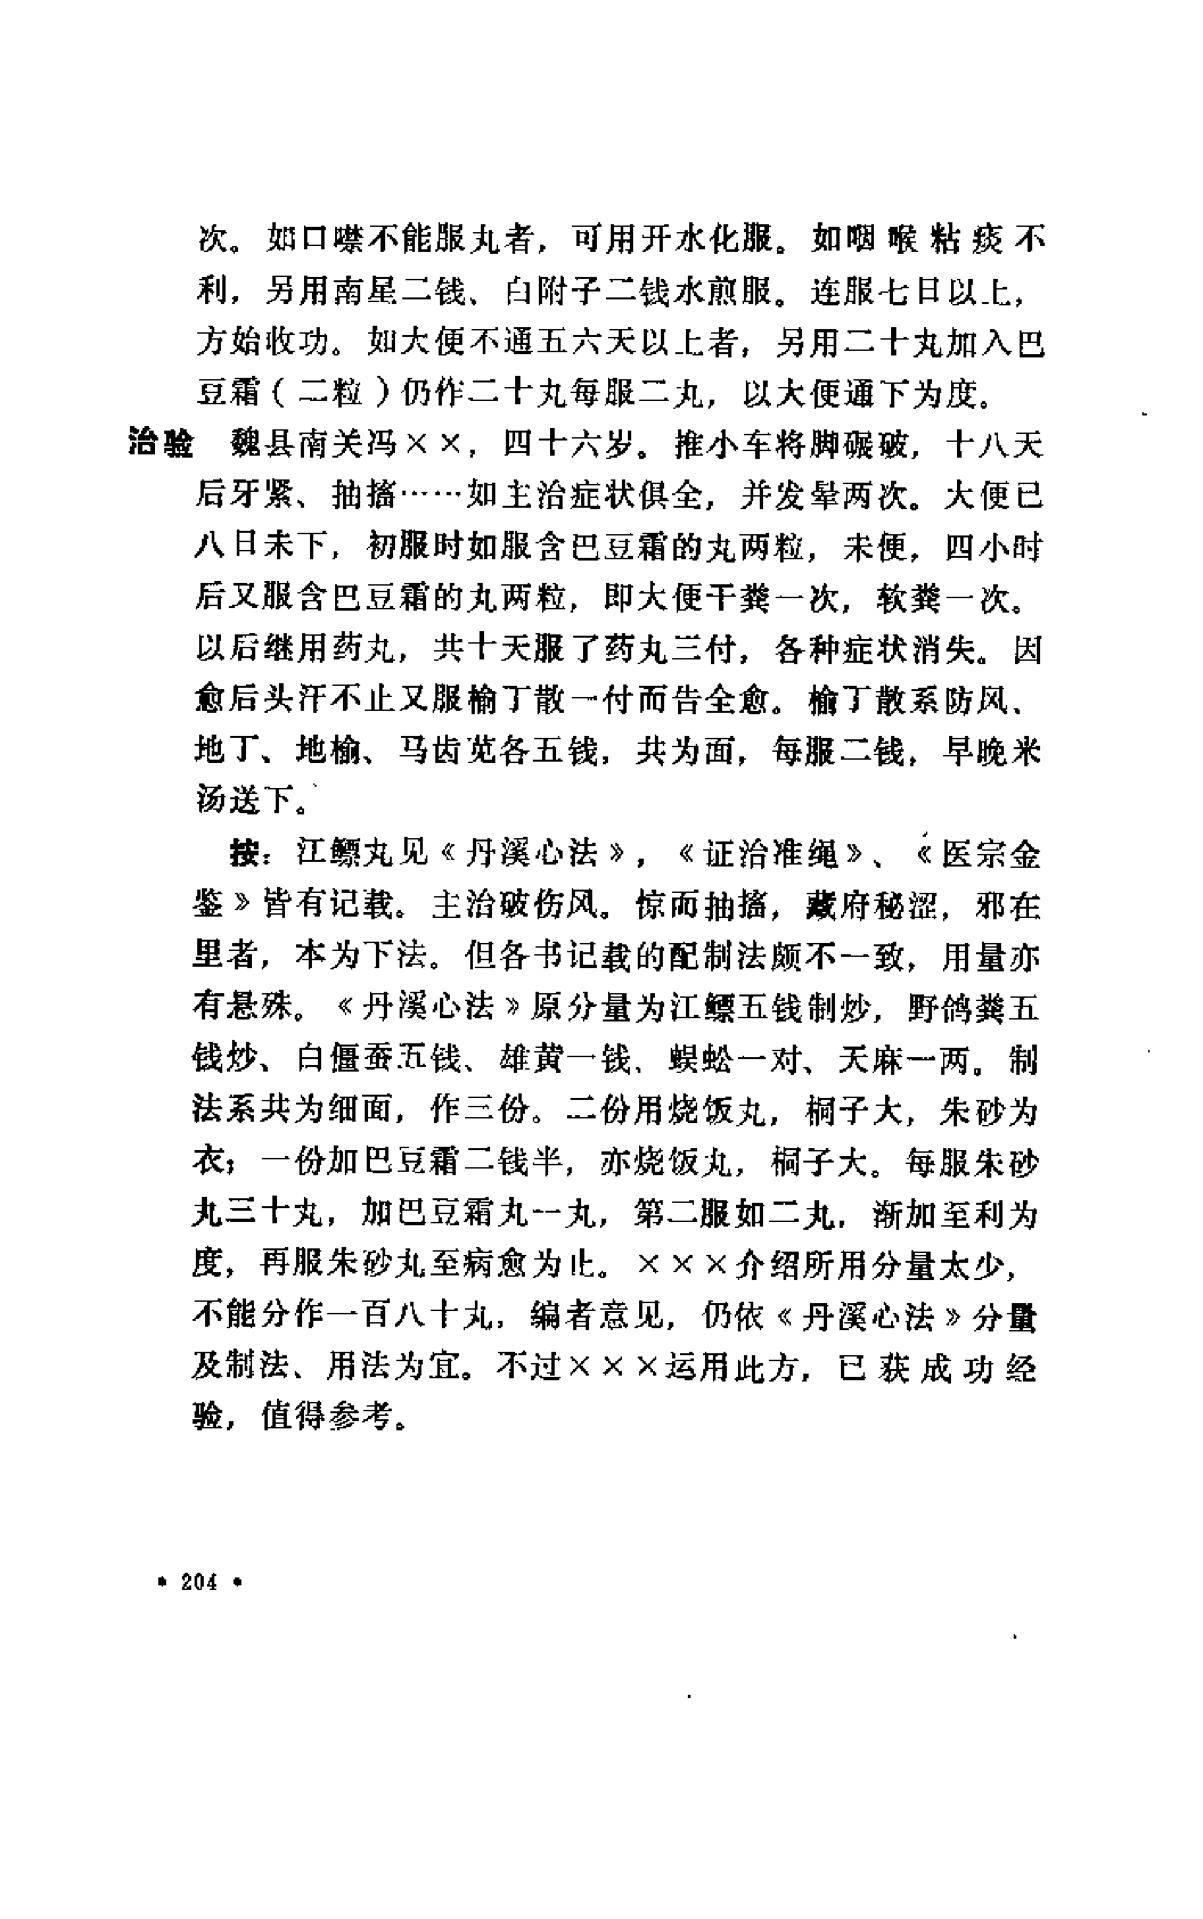 次。如口噤不能服丸者，可用开水化服。如咽喉粘痰不
利，另用南星二钱、白附子二钱水煎服。连服七日以上，
方始收功。如大便不通五六天以上者，另用二十丸加入巴
豆霜（二粒）仍作二十丸每服二丸，以大便通下为度。
治验 魏县南关冯××，四十六岁。推小车将脚碾破，十八天
后牙紧、抽搐……如主治症状俱全，并发晕两次。大便已
八日未下，初服时如服含巴豆霜的丸两粒，未便，四小时
后又服含巴豆霜的丸两粒，即大便干粪一次，软粪一次。
以后继用药丸，共十天服了药丸三付，各种症状消失。因
愈后头汗不止又服榆丁散一付而告全愈。榆丁散系防风、
地丁、地榆、马齿苋各五钱，共为面，每服二钱，早晚米
汤送下。
按：江鳔丸见《丹溪心法》，《证治准绳》、《医宗金
鉴》皆有记载。主治破伤风。惊而抽搐，藏府秘涩，邪在
里者，本为下法。但各书记载的配制法颇不一致，用量亦
有悬殊。《丹溪心法》原分量为江鳔五钱制炒，野鸽粪五
钱炒、白僵蚕五钱、雄黄一钱、蜈蚣一对、天麻一两。制
法系共为细面，作三份。二份用烧饭丸，桐子大，朱砂为
衣；一份加巴豆霜二钱半，亦烧饭丸，桐子大。每服朱砂
丸三十丸，加巴豆霜丸一丸，第二服如二丸，渐加至利为
度，再服朱砂丸至病愈为止。×××介绍所用分量太少，
不能分作一百八十丸，编者意见，仍依《丹溪心法》分量
及制法、用法为宜。不过×××运用此方，已获成功经
验，值得参考。
• 204 •